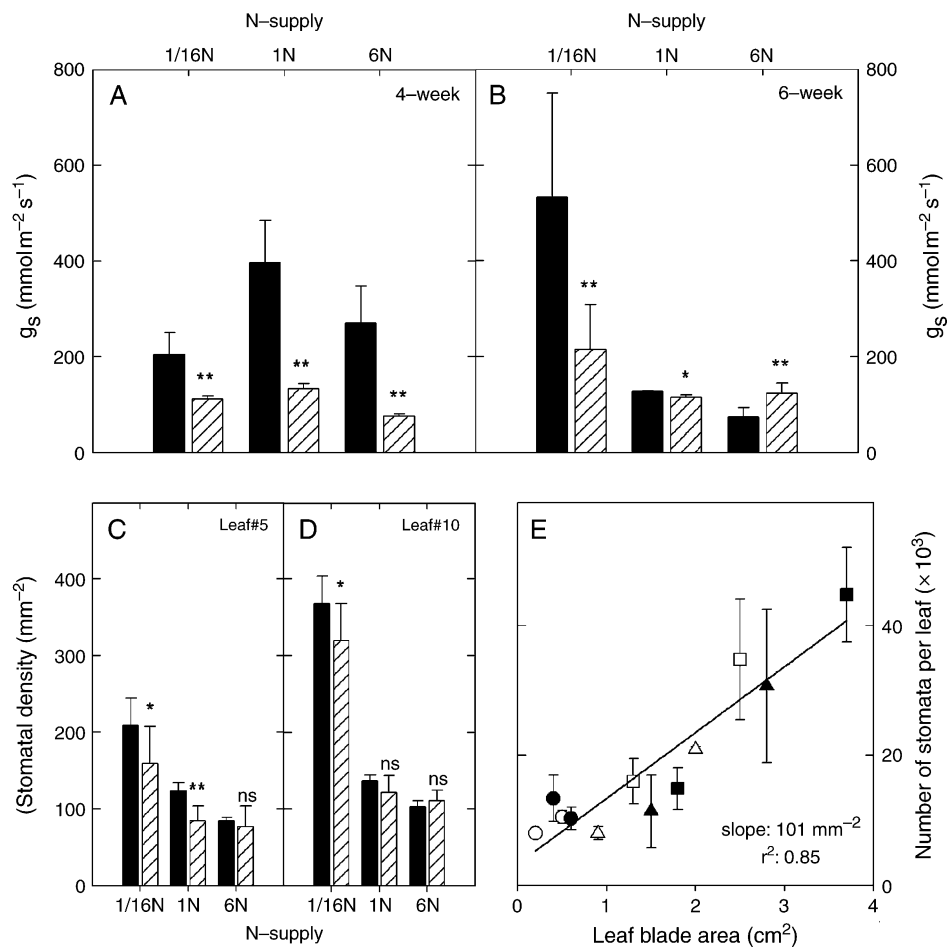 N–supply
N–supply
1/16N 1N 6N
1/16N 1N 6N
A
4–week
B
6–week
800
600
400
200
0
gs (mmol m⁻² s⁻¹)
**
**
**
**
*
**
800
600
400
200
0
gs (mmol m⁻² s⁻¹)
C
Leaf#5
D
Leaf#10
E
(Stomatal density (mm⁻²)
400
300
200
100
0
*
**
ns
*
ns
ns
1/16N 1N 6N
1/16N 1N 6N
N–supply
slope: 101 mm⁻²
r²: 0.85
40
20
0
Number of stomata per leaf (×10³)
0 1 2 3 4
Leaf blade area (cm²)